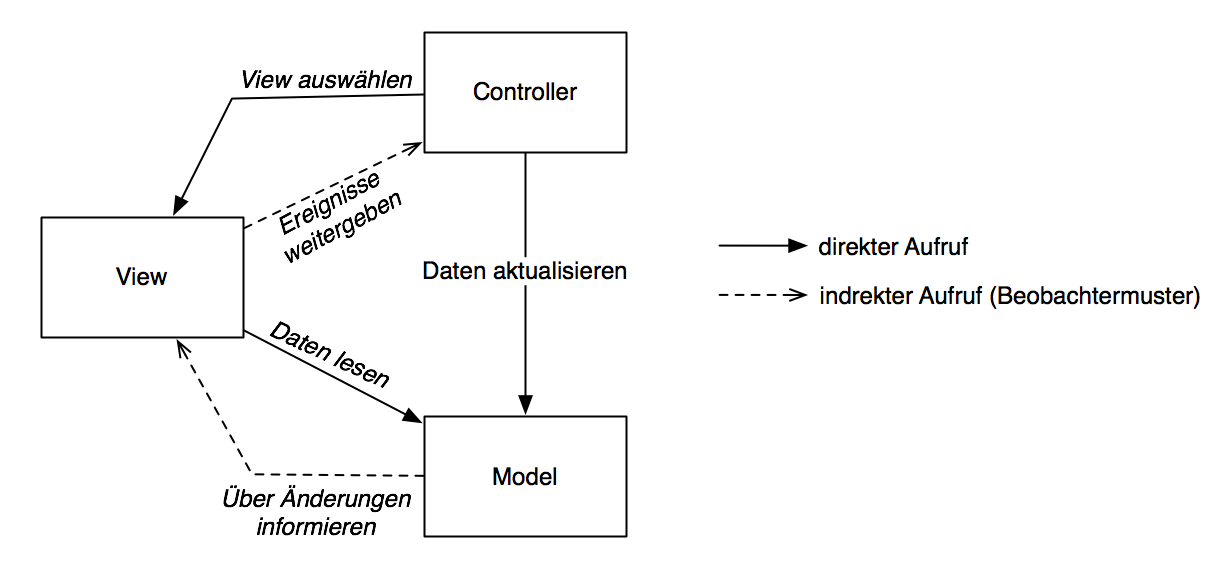 View auswählen
Controller
Ereignisse
weitergeben
View
Daten aktualisieren
direkter Aufruf
indrekter Aufruf (Beobachtermuster)
Daten lesen
Model
Über Änderungen
informieren